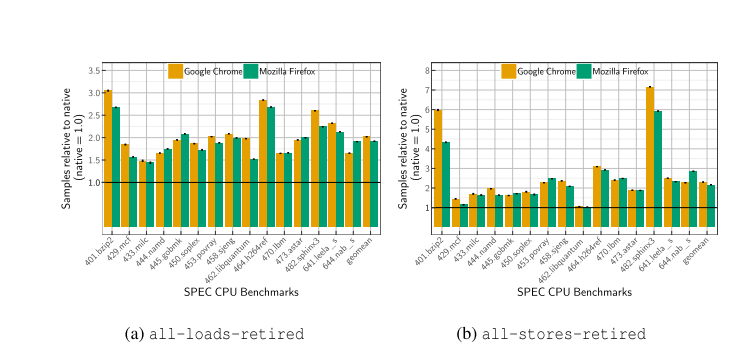 Google Chrome Mozilla Firefox
3.5
3.0
2.5
2.0
1.5
1.0
Samples relative to native
(native = 1.0)
401.bzip2
429.mcf
433.milc
444.namd
445.gobmk
450.soplex
453.povray
458.sjeng
462.libquantum
464.h264ref
470.lbm
473.astar
482.sphinx3
641.leela_s
644.nab_s
geomean
SPEC CPU Benchmarks
(a) all-loads-retired
Google Chrome Mozilla Firefox
8
7
6
5
4
3
2
1
Samples relative to native
(native = 1.0)
401.bzip2
429.mcf
433.milc
444.namd
445.gobmk
450.soplex
453.povray
458.sjeng
462.libquantum
464.h264ref
470.lbm
473.astar
482.sphinx3
641.leela_s
644.nab_s
geomean
SPEC CPU Benchmarks
(b) all-stores-retired